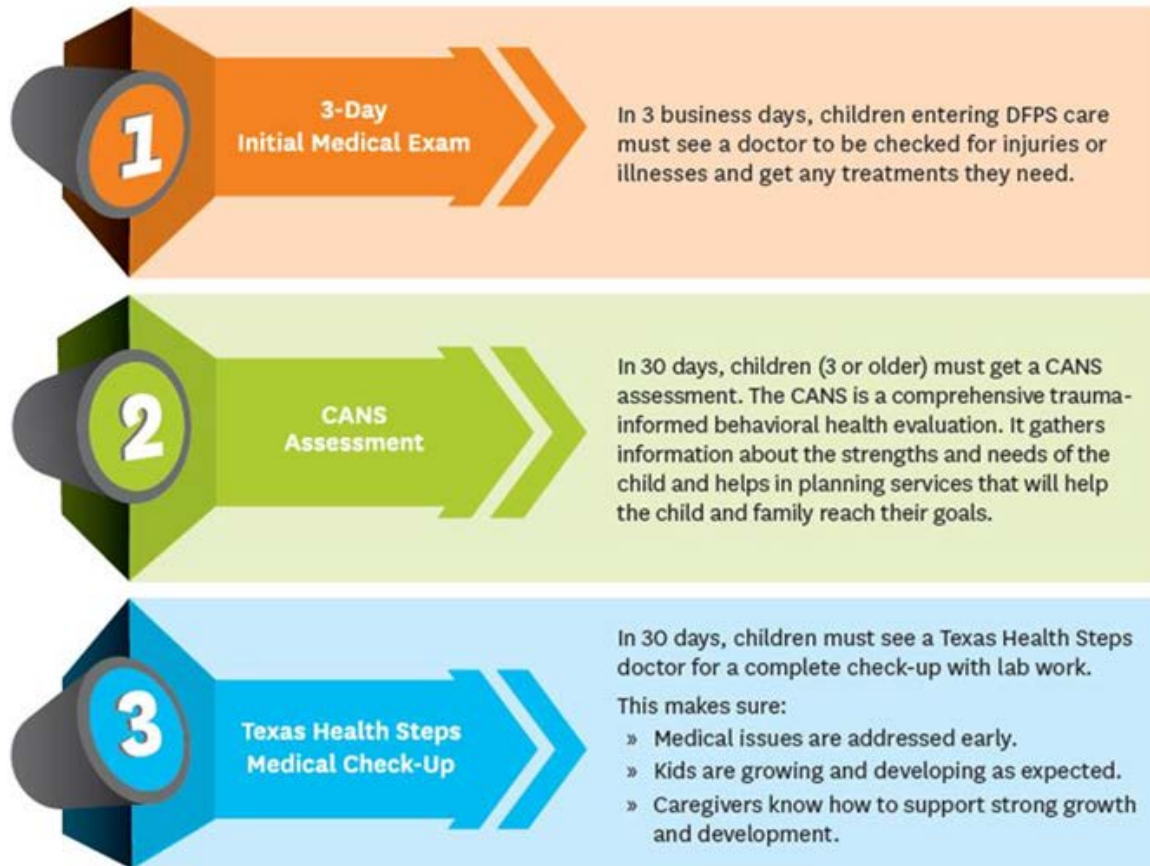 1
3-Day
Initial Medical Exam
In 3 business days, children entering DFPS care
must see a doctor to be checked for injuries or
illnesses and get any treatments they need.
2
CANS
Assessment
In 30 days, children (3 or older) must get a CANS
assessment. The CANS is a comprehensive trauma-
informed behavioral health evaluation. It gathers
information about the strengths and needs of the
child and helps in planning services that will help
the child and family reach their goals.
3
Texas Health Steps
Medical Check-Up
In 30 days, children must see a Texas Health Steps
doctor for a complete check-up with lab work.
This makes sure:
» Medical issues are addressed early.
» Kids are growing and developing as expected.
» Caregivers know how to support strong growth
and development.